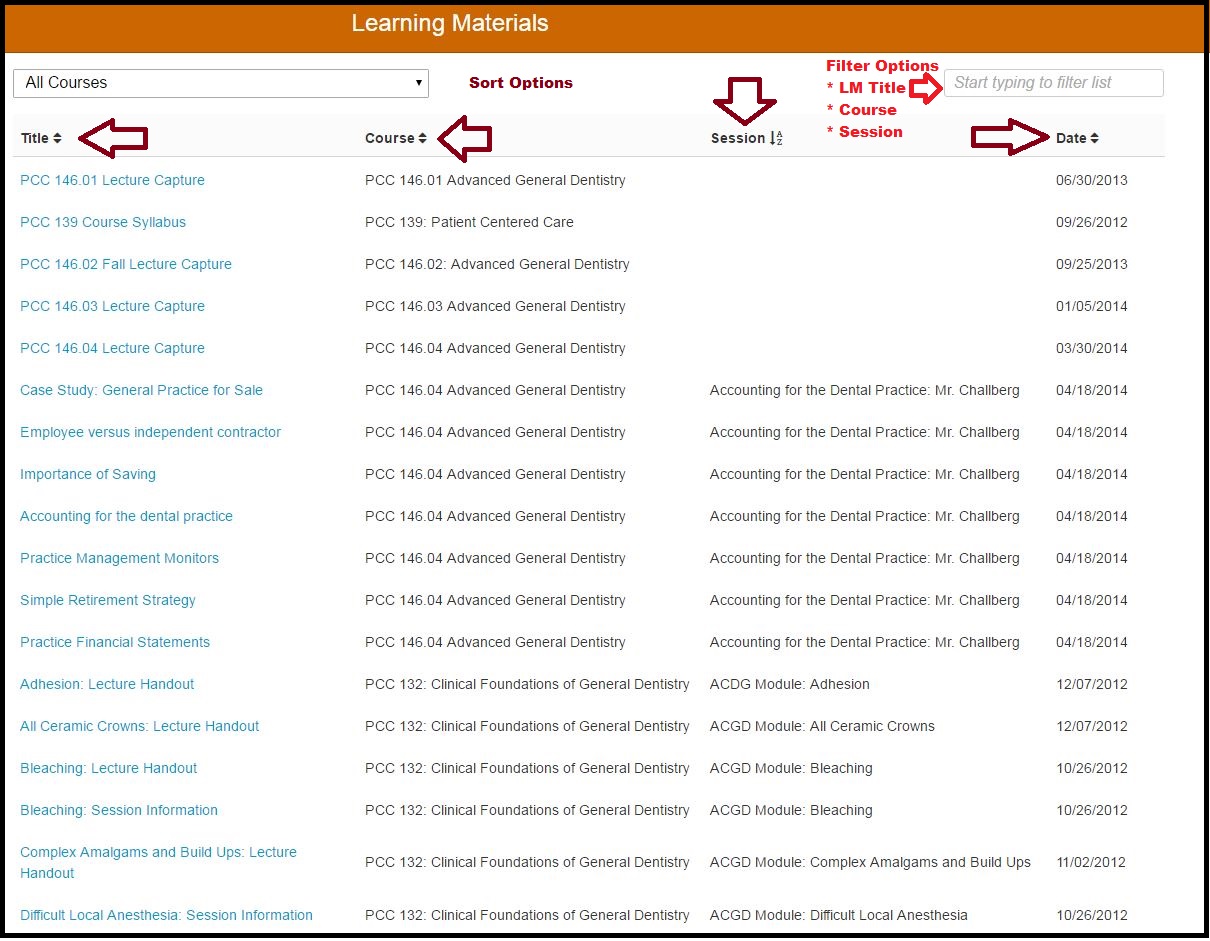 Learning Materials
All Courses
Sort Options
Filter Options
* LM Title
* Course
* Session
Start typing to filter list
Title Course Session Date
PCC 146.01 Lecture Capture PCC 146.01 Advanced General Dentistry 06/30/2013
PCC 139 Course Syllabus PCC 139: Patient Centered Care 09/26/2012
PCC 146.02 Fall Lecture Capture PCC 146.02: Advanced General Dentistry 09/25/2013
PCC 146.03 Lecture Capture PCC 146.03 Advanced General Dentistry 01/05/2014
PCC 146.04 Lecture Capture PCC 146.04 Advanced General Dentistry 03/30/2014
Case Study: General Practice for Sale PCC 146.04 Advanced General Dentistry Accounting for the Dental Practice: Mr. Challberg 04/18/2014
Employee versus independent contractor PCC 146.04 Advanced General Dentistry Accounting for the Dental Practice: Mr. Challberg 04/18/2014
Importance of Saving PCC 146.04 Advanced General Dentistry Accounting for the Dental Practice: Mr. Challberg 04/18/2014
Accounting for the dental practice PCC 146.04 Advanced General Dentistry Accounting for the Dental Practice: Mr. Challberg 04/18/2014
Practice Management Monitors PCC 146.04 Advanced General Dentistry Accounting for the Dental Practice: Mr. Challberg 04/18/2014
Simple Retirement Strategy PCC 146.04 Advanced General Dentistry Accounting for the Dental Practice: Mr. Challberg 04/18/2014
Practice Financial Statements PCC 146.04 Advanced General Dentistry Accounting for the Dental Practice: Mr. Challberg 04/18/2014
Adhesion: Lecture Handout PCC 132: Clinical Foundations of General Dentistry ACDG Module: Adhesion 12/07/2012
All Ceramic Crowns: Lecture Handout PCC 132: Clinical Foundations of General Dentistry ACGD Module: All Ceramic Crowns 12/07/2012
Bleaching: Lecture Handout PCC 132: Clinical Foundations of General Dentistry ACGD Module: Bleaching 10/26/2012
Bleaching: Session Information PCC 132: Clinical Foundations of General Dentistry ACGD Module: Bleaching 10/26/2012
Complex Amalgams and Build Ups: Lecture
Handout PCC 132: Clinical Foundations of General Dentistry ACGD Module: Complex Amalgams and Build Ups 11/02/2012
Difficult Local Anesthesia: Session Information PCC 132: Clinical Foundations of General Dentistry ACGD Module: Difficult Local Anesthesia 10/26/2012